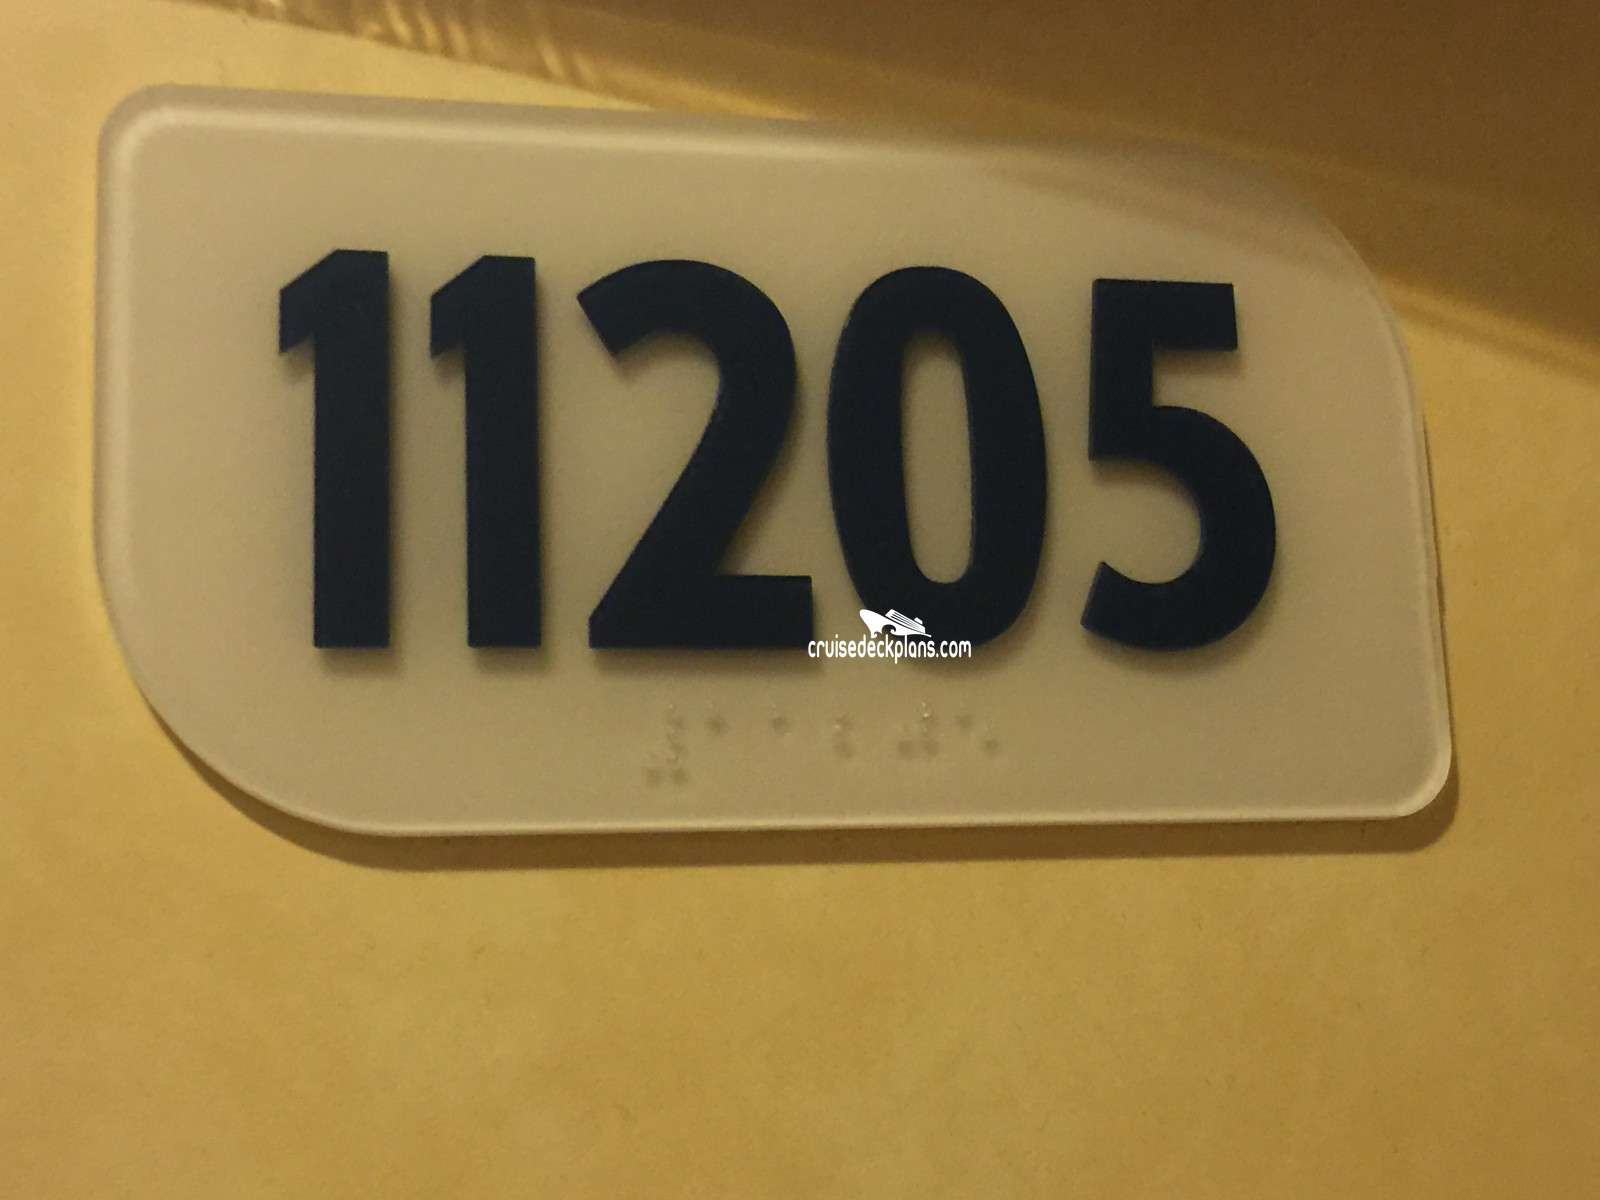 11205
cruisedeckplans.com
⠼⠁⠁⠃⠚⠑